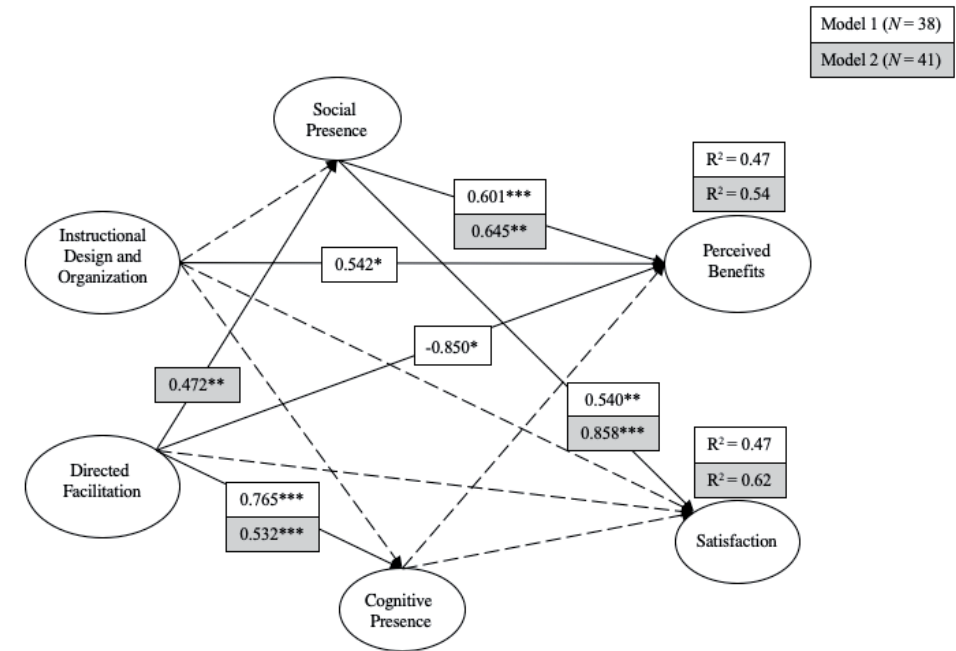 Model 1 (N = 38)
Model 2 (N = 41)
Social
Presence
R² = 0.47
R² = 0.54
0.601***
0.645**
Instructional
Design and
Organization
0.542*
Perceived
Benefits
-0.850*
0.472**
0.540**
0.858***
R² = 0.47
R² = 0.62
Directed
Facilitation
0.765***
0.532***
Satisfaction
Cognitive
Presence